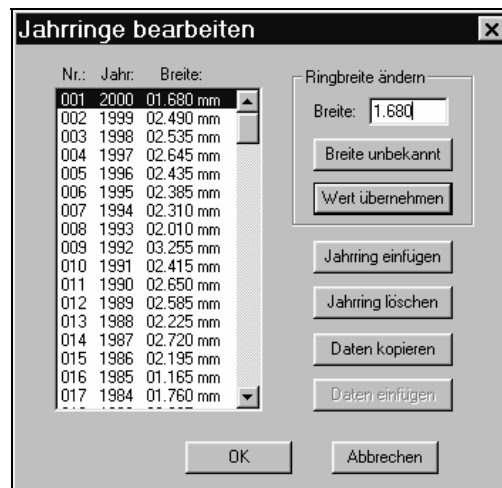 Jahrringe bearbeiten
Nr.: Jahr: Breite:
001 2000 01.680 mm
002 1999 02.490 mm
003 1998 02.535 mm
004 1997 02.645 mm
005 1996 02.435 mm
006 1995 02.385 mm
007 1994 02.310 mm
008 1993 02.010 mm
009 1992 03.255 mm
010 1991 02.415 mm
011 1990 02.650 mm
012 1989 02.585 mm
013 1988 02.225 mm
014 1987 02.720 mm
015 1986 02.195 mm
016 1985 01.165 mm
017 1984 01.760 mm
Ringbreite ändern
Breite: 1.680
Breite unbekannt
Wert übernehmen
Jahrring einfügen
Jahrring löschen
Daten kopieren
Daten einfügen
OK
Abbrechen